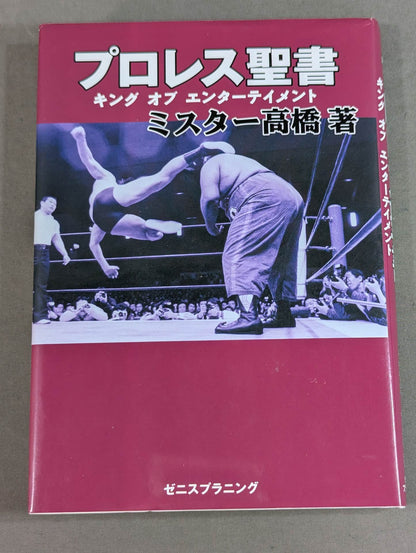 プロレス聖書
キング オブ エンターテイメント
ミスター高橋 著
ゼニスプラニング
キング オブ エンターテイメント